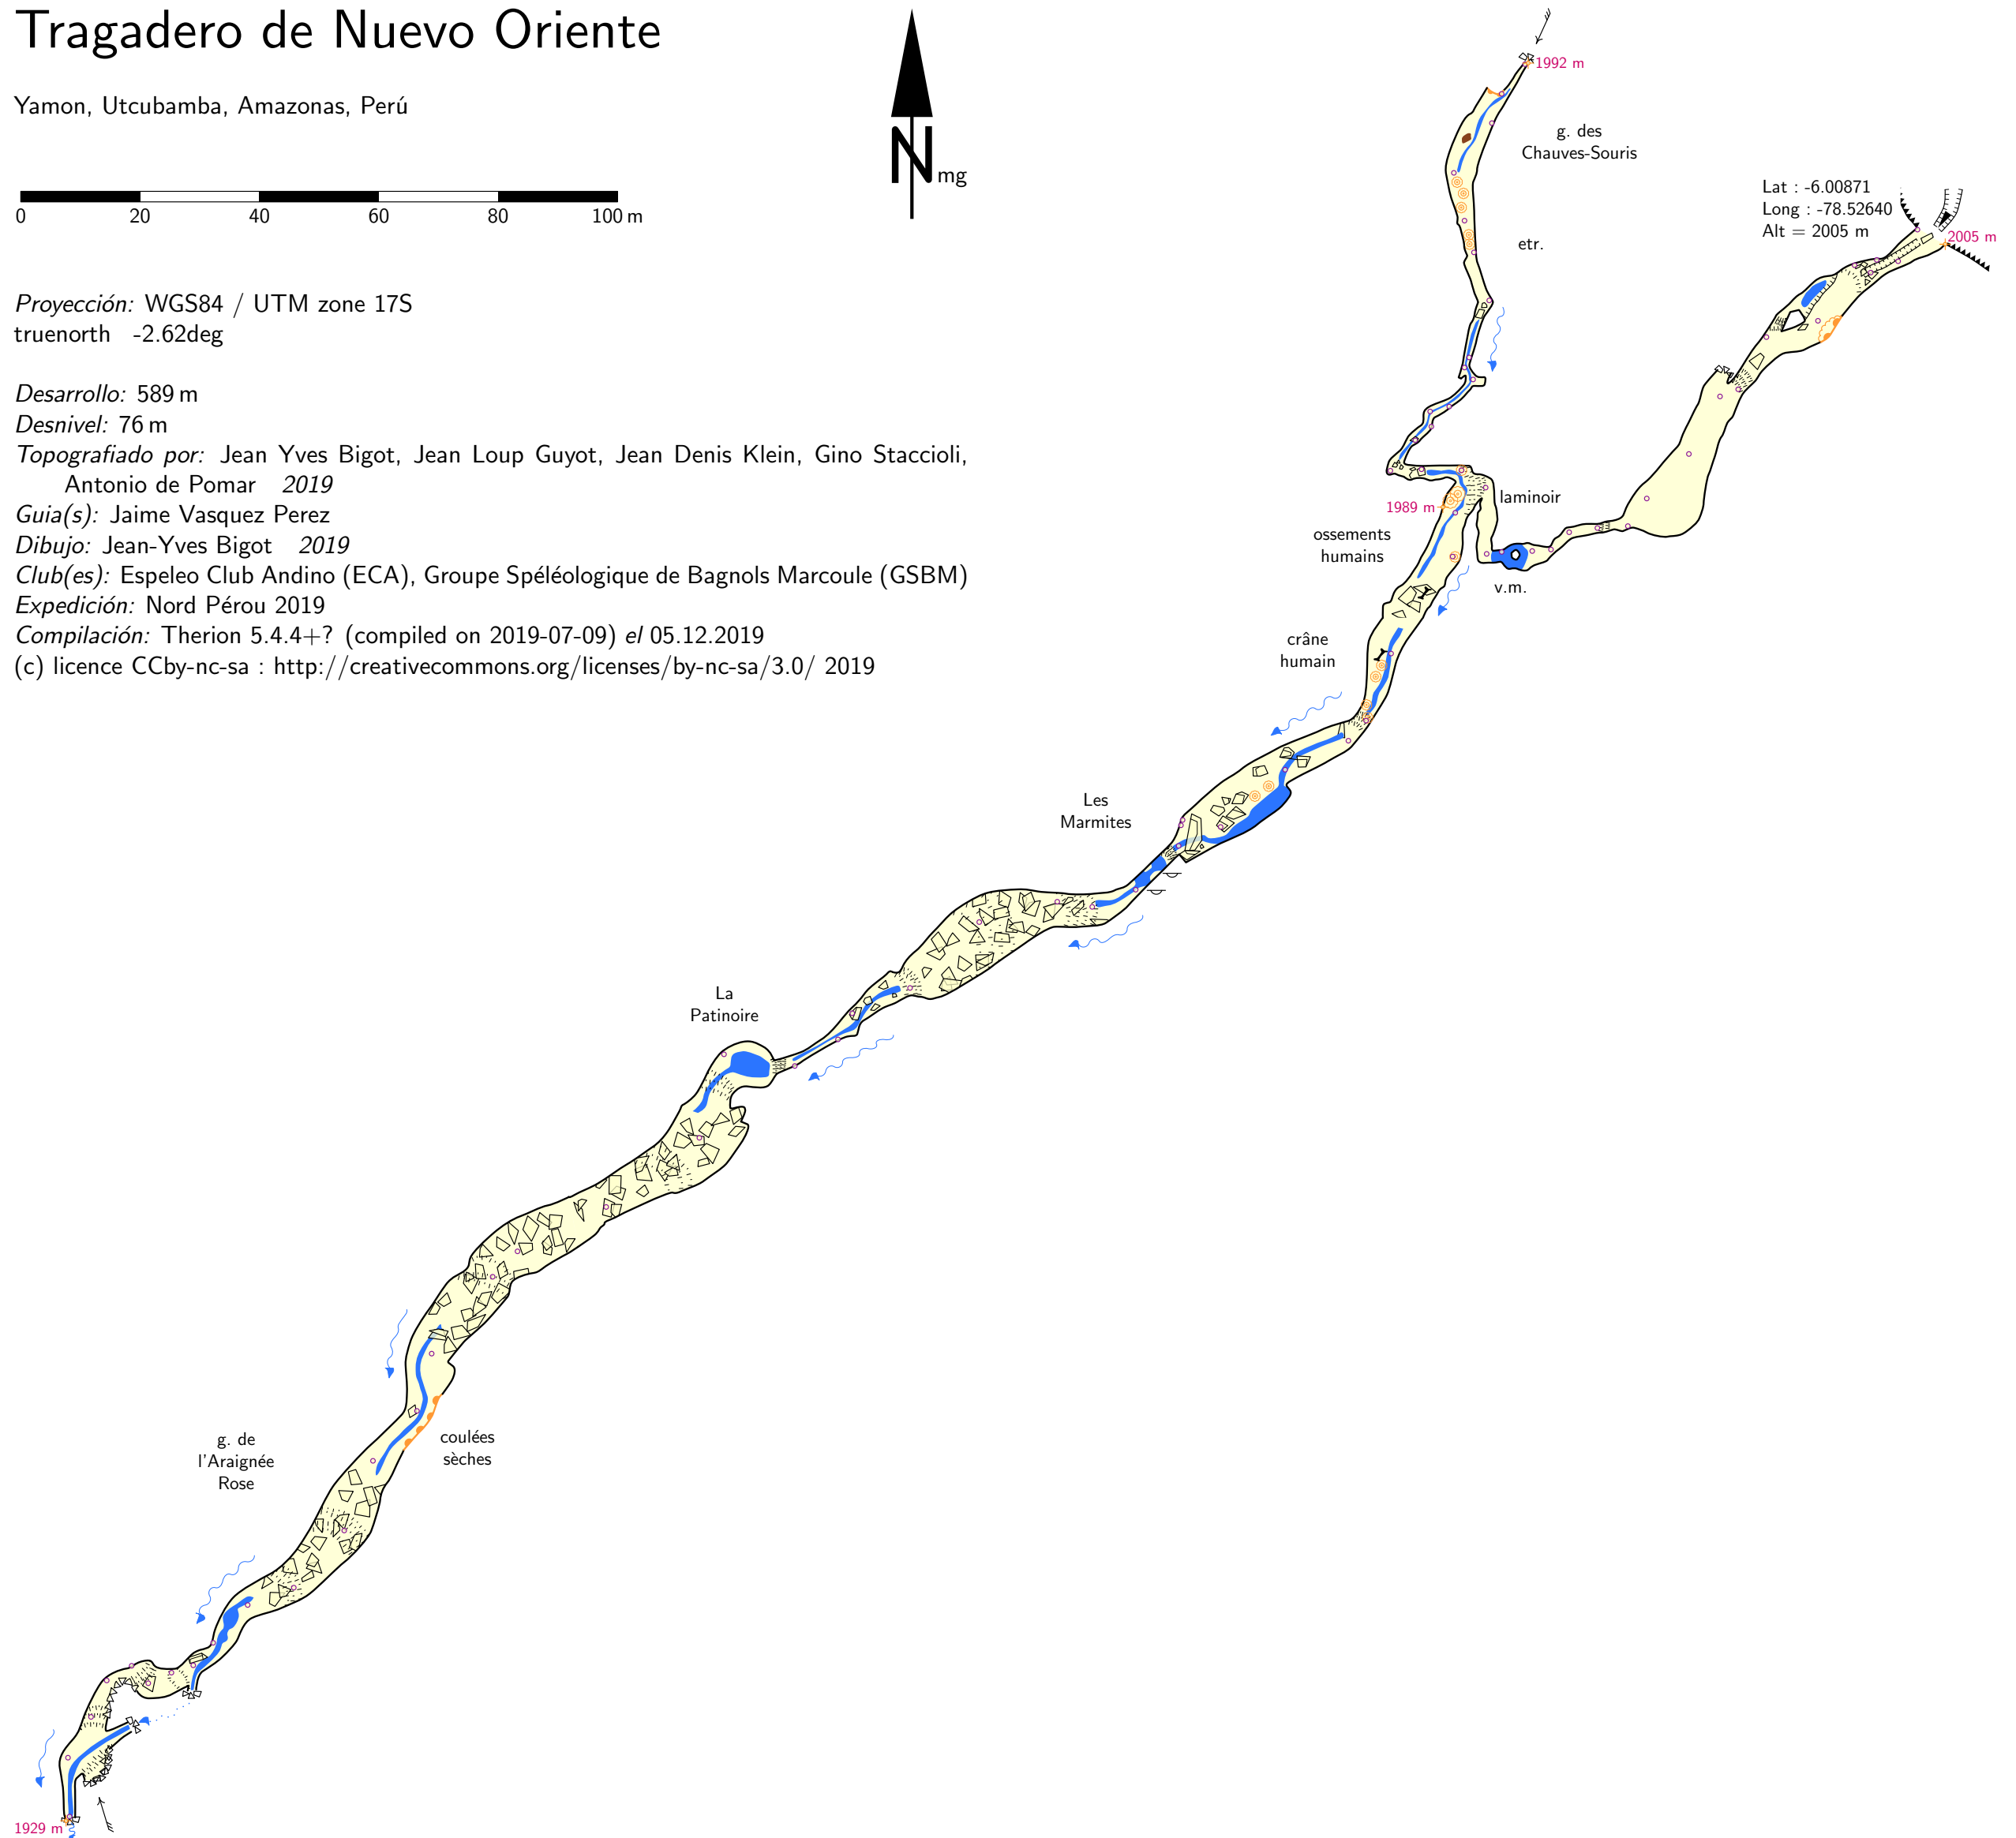 Tragadero de Nuevo Oriente
Yamon, Utcubamba, Amazonas, Perú
0 20 40 60 80 100 m
N mg
Proyección: WGS84 / UTM zone 17S
truenorth -2.62deg
Desarrollo: 589 m
Desnivel: 76 m
Topografiado por: Jean Yves Bigot, Jean Loup Guyot, Jean Denis Klein, Gino Staccioli,
Antonio de Pomar 2019
Guia(s): Jaime Vasquez Perez
Dibujo: Jean-Yves Bigot 2019
Club(es): Espeleo Club Andino (ECA), Groupe Spéléologique de Bagnols Marcoule (GSBM)
Expedición: Nord Pérou 2019
Compilación: Therion 5.4.4+? (compiled on 2019-07-09) el 05.12.2019
(c) licence CCby-nc-sa : http://creativecommons.org/licenses/by-nc-sa/3.0/ 2019
1992 m
g. des
Chauves-Souris
Lat : -6.00871
Long : -78.52640
Alt = 2005 m
2005 m
etr.
laminoir
1989 m
ossements
humains
v.m.
crâne
humain
Les
Marmites
La
Patinoire
g. de
l'Araignée
Rose
coulées
sèches
1929 m